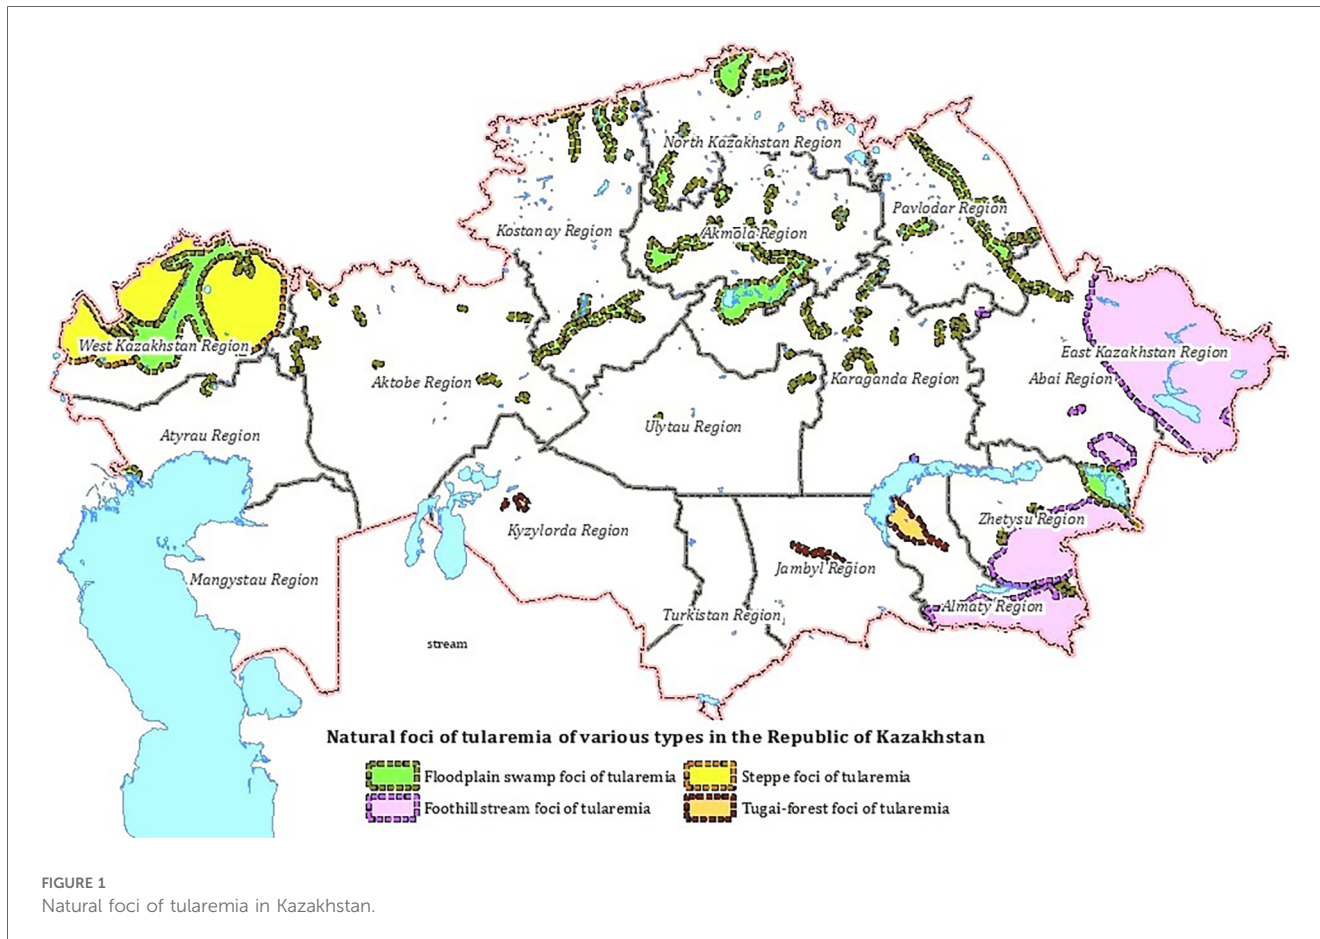 North Kazakhstan Region
Pavlodar Region
Kostanay Region
Akmola Region
West Kazakhstan Region
East Kazakhstan Region
Aktobe Region
Karaganda Region
Abai Region
Atyrau Region
Ulytau Region
Zhetysu Region
Kyzylorda Region
Mangystau Region
Jambyl Region
Almaty Region
Turkistan Region
stream
Natural foci of tularemia of various types in the Republic of Kazakhstan
Floodplain swamp foci of tularemia
Steppe foci of tularemia
Foothill stream foci of tularemia
Tugai-forest foci of tularemia
FIGURE 1
Natural foci of tularemia in Kazakhstan.